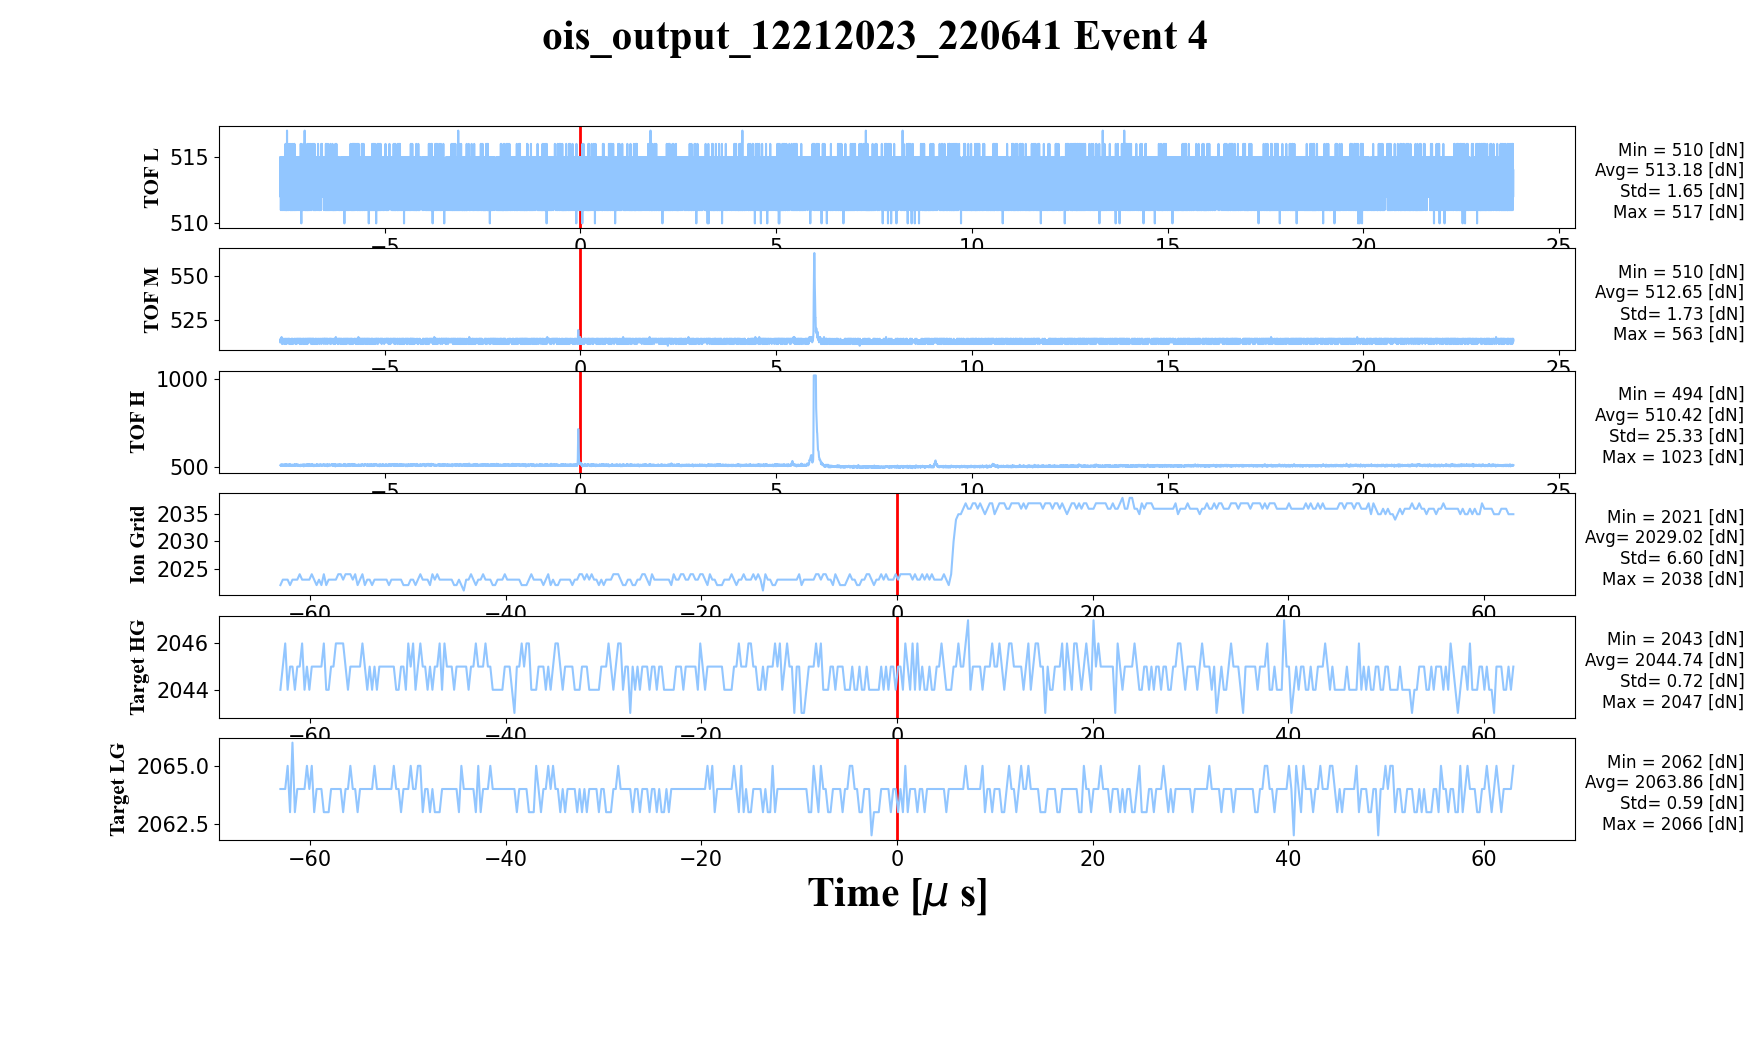 ois_output_12212023_220641 Event 4
TOF L
515
510
−5 0 5 10 15 20 25
Min = 510 [dN]
Avg= 513.18 [dN]
Std= 1.65 [dN]
Max = 517 [dN]
TOF M
550
525
−5 0 5 10 15 20 25
Min = 510 [dN]
Avg= 512.65 [dN]
Std= 1.73 [dN]
Max = 563 [dN]
TOF H
1000
500
−5 0 5 10 15 20 25
Min = 494 [dN]
Avg= 510.42 [dN]
Std= 25.33 [dN]
Max = 1023 [dN]
Ion Grid
2035
2030
2025
−60 −40 −20 0 20 40 60
Min = 2021 [dN]
Avg= 2029.02 [dN]
Std= 6.60 [dN]
Max = 2038 [dN]
Target HG
2046
2044
−60 −40 −20 0 20 40 60
Min = 2043 [dN]
Avg= 2044.74 [dN]
Std= 0.72 [dN]
Max = 2047 [dN]
Target LG
2065.0
2062.5
−60 −40 −20 0 20 40 60
Min = 2062 [dN]
Avg= 2063.86 [dN]
Std= 0.59 [dN]
Max = 2066 [dN]
Time [μ s]